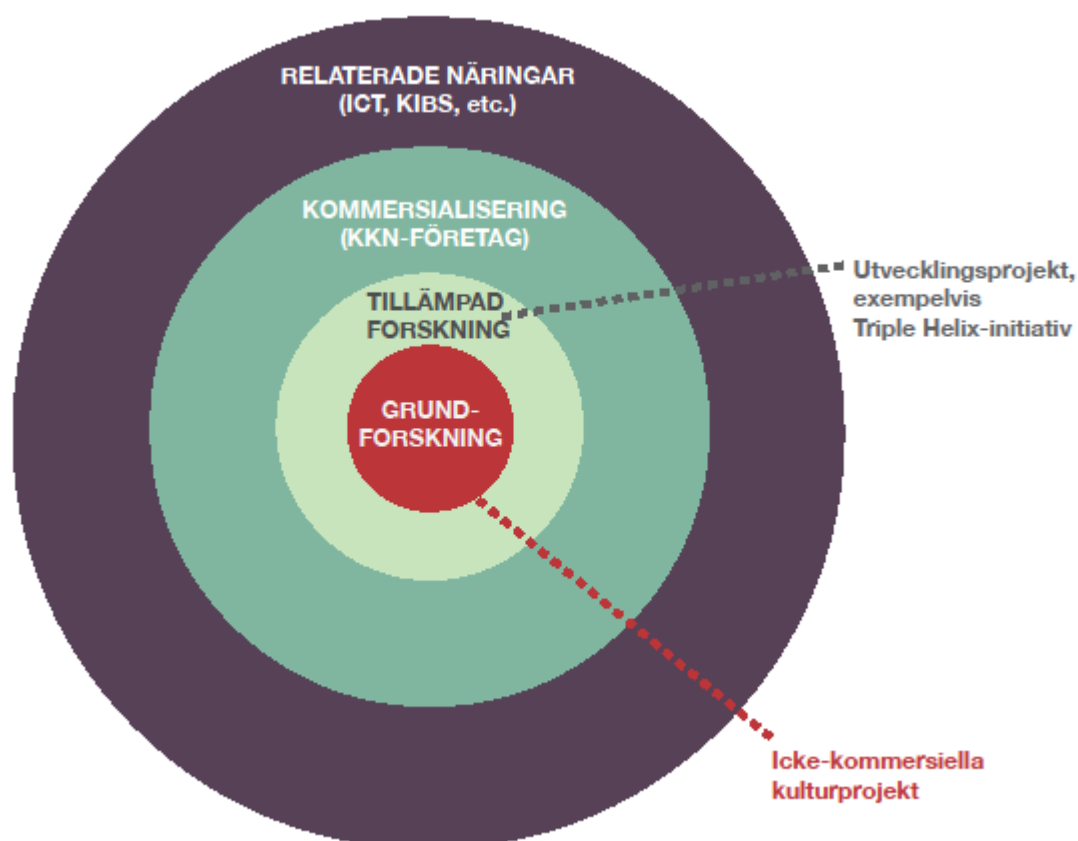 RELATERADE NÄRINGAR
(ICT, KIBS, etc.)
KOMMERSIALISERING
(KKN-FÖRETAG)
TILLÄMPAD
FORSKNING
GRUND-
FORSKNING
Utvecklingsprojekt,
exempelvis
Triple Helix-initiativ
Icke-kommersiella
kulturprojekt